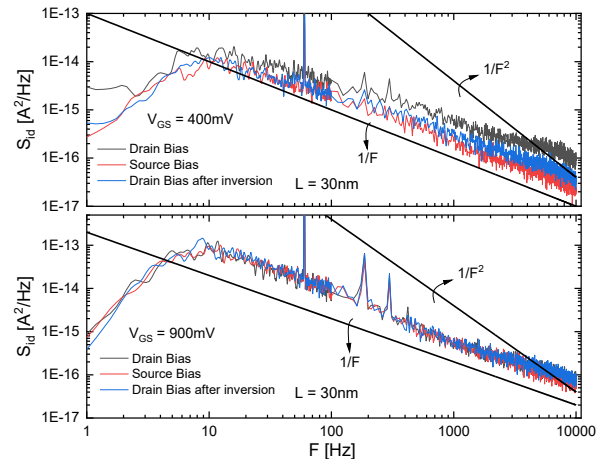 1E-13
1E-14
1E-15
1E-16
1E-17
S_id [A²/Hz]
1/F²
V_GS = 400mV
Drain Bias
Source Bias
Drain Bias after inversion
1/F
L = 30nm
1E-13
1E-14
1E-15
1E-16
1E-17
S_id [A²/Hz]
1/F²
V_GS = 900mV
Drain Bias
Source Bias
Drain Bias after inversion
1/F
L = 30nm
1 10 100 1000 10000
F [Hz]